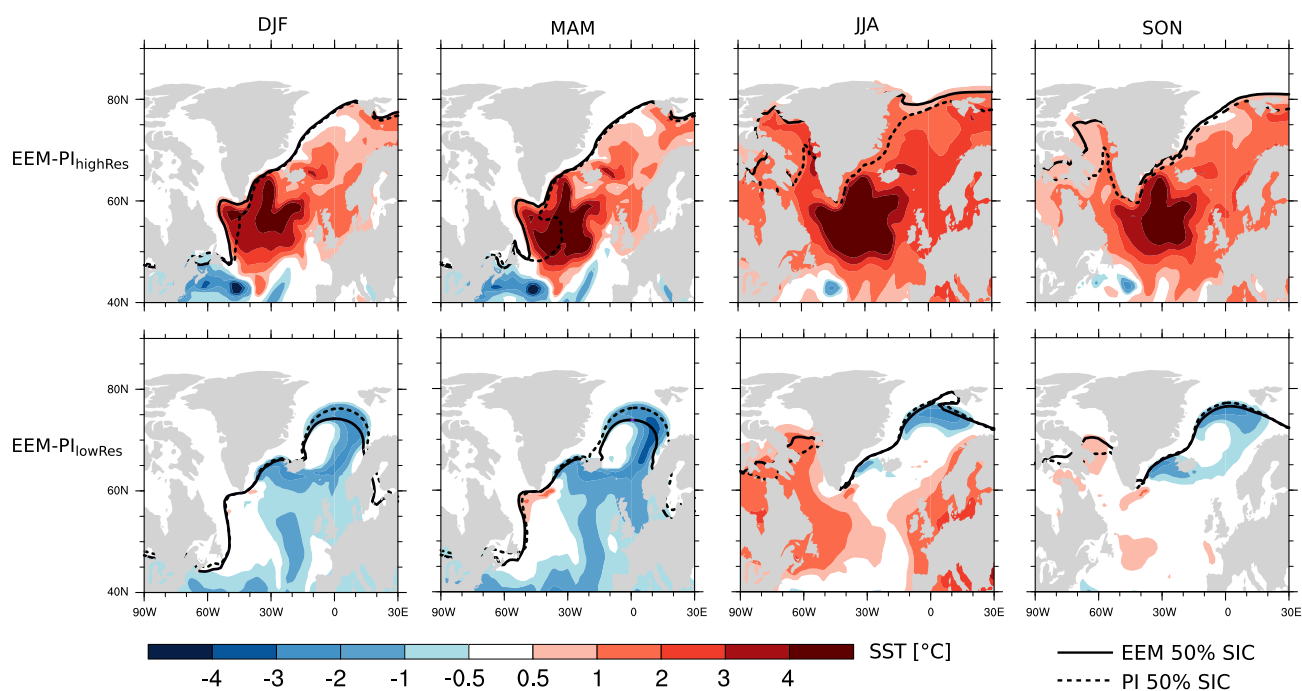 DJF MAM JJA SON
EEM-PIhighRes
80N
60N
40N
EEM-PIlowRes
80N
60N
40N
90W 60W 30W 0 30E 90W 60W 30W 0 30E 90W 60W 30W 0 30E 90W 60W 30W 0 30E
SST [°C]
-4 -3 -2 -1 -0.5 0.5 1 2 3 4
EEM 50% SIC
PI 50% SIC